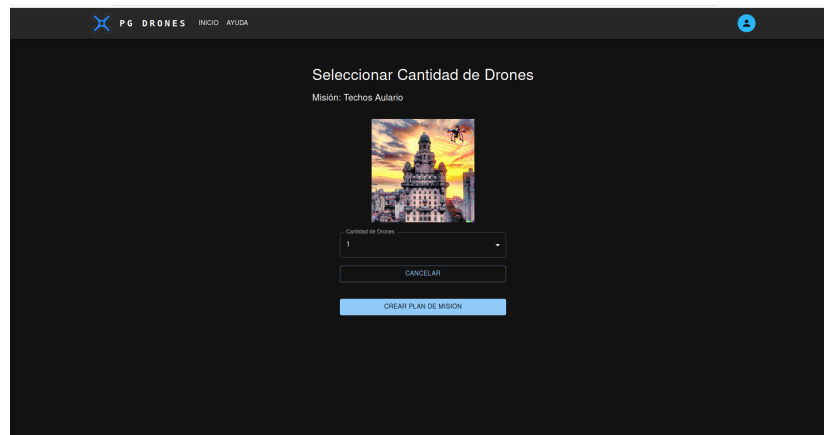 PG DRONES INICIO AYUDA
Seleccionar Cantidad de Drones
Misión: Techos Aulario
Cantidad de Drones
1
CANCELAR
CREAR PLAN DE MISIÓN